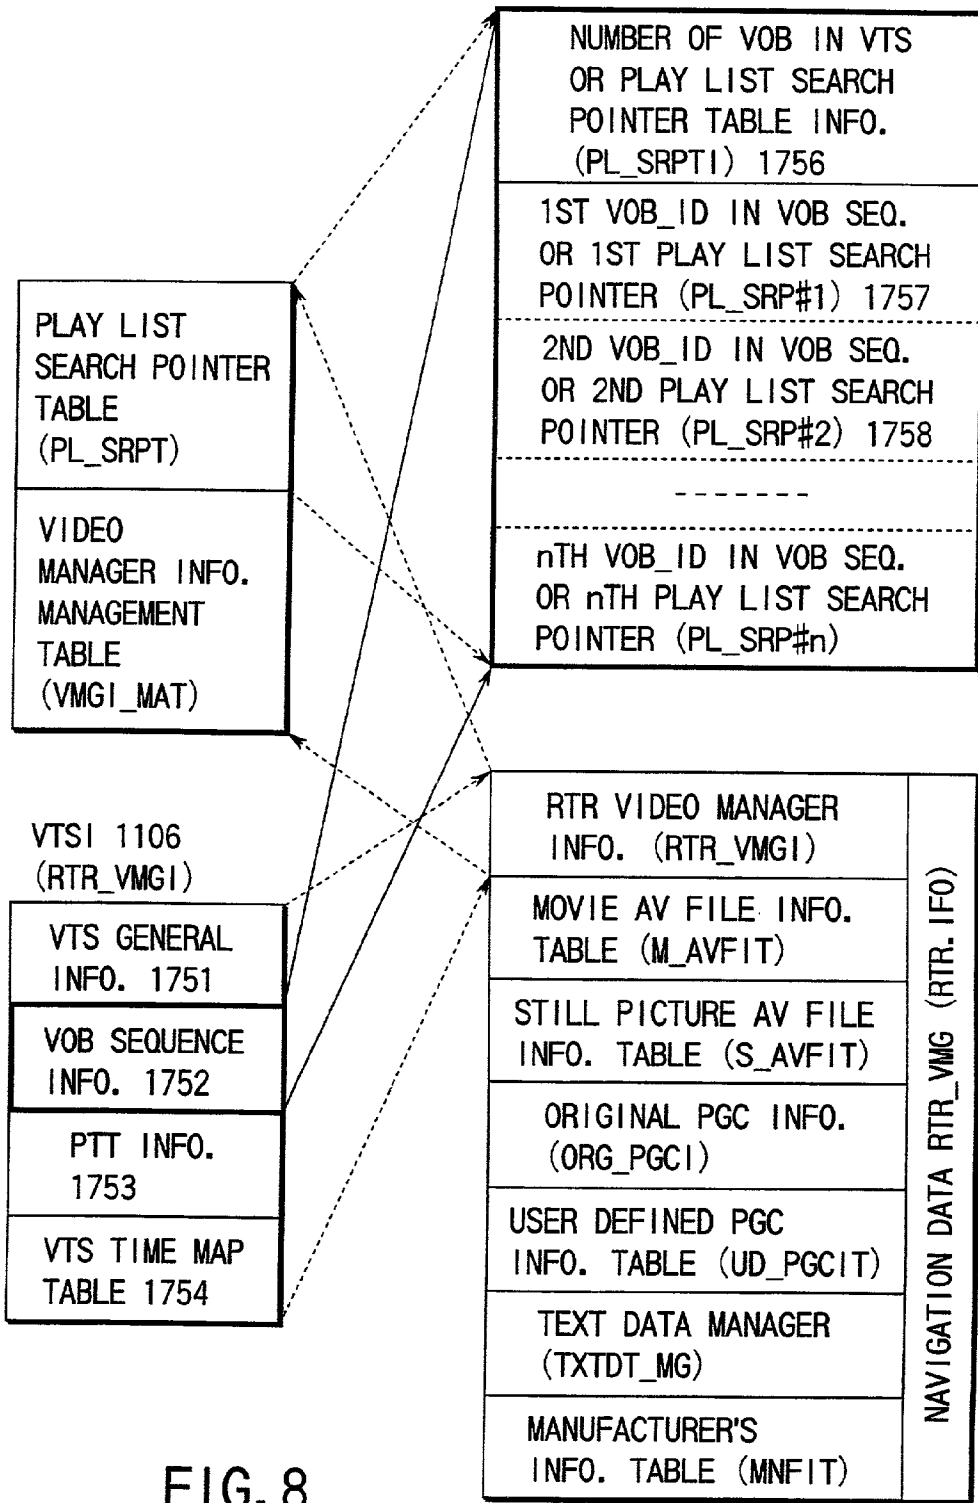 NUMBER OF VOB IN VTS
OR PLAY LIST SEARCH
POINTER TABLE INFO.
(PL_SRPTI) 1756
1ST VOB_ID IN VOB SEQ.
OR 1ST PLAY LIST SEARCH
POINTER (PL_SRP#1) 1757
2ND VOB_ID IN VOB SEQ.
OR 2ND PLAY LIST SEARCH
POINTER (PL_SRP#2) 1758
-------
nTH VOB_ID IN VOB SEQ.
OR nTH PLAY LIST SEARCH
POINTER (PL_SRP#n)
PLAY LIST
SEARCH POINTER
TABLE
(PL_SRPT)
VIDEO
MANAGER INFO.
MANAGEMENT
TABLE
(VMGI_MAT)
VTSI 1106
(RTR_VMGI)
VTS GENERAL
INFO. 1751
VOB SEQUENCE
INFO. 1752
PTT INFO.
1753
VTS TIME MAP
TABLE 1754
RTR VIDEO MANAGER
INFO. (RTR_VMGI)
MOVIE AV FILE INFO.
TABLE (M_AVFIT)
STILL PICTURE AV FILE
INFO. TABLE (S_AVFIT)
ORIGINAL PGC INFO.
(ORG_PGCI)
USER DEFINED PGC
INFO. TABLE (UD_PGCIT)
TEXT DATA MANAGER
(TXTDT_MG)
MANUFACTURER'S
INFO. TABLE (MNFIT)
NAVIGATION DATA RTR_VMG (RTR.IFO)
FIG. 8